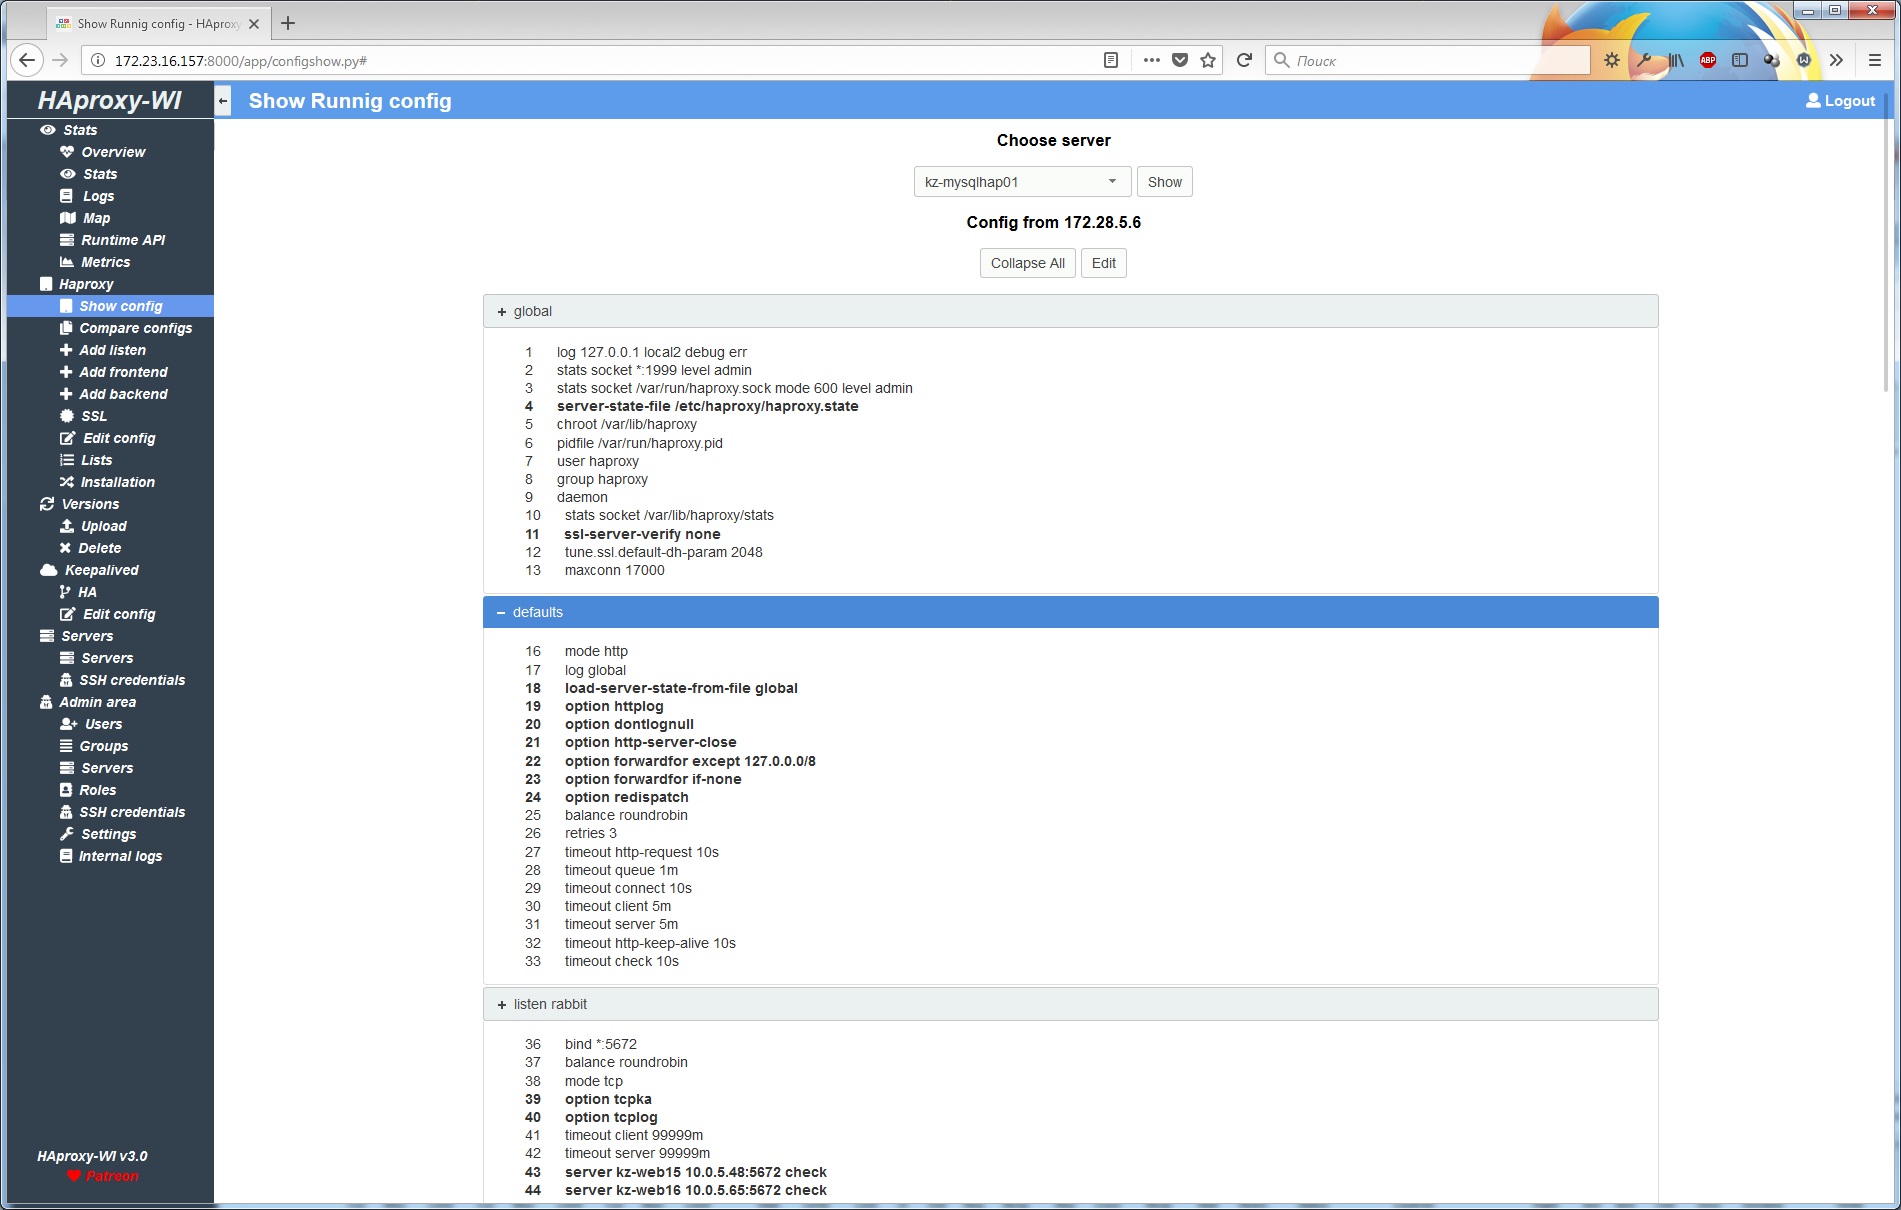 Show Runnig config - HAproxy
172.23.16.157:8000/app/configshow.py#
Поиск
ABP
HAproxy-WI
Show Runnig config
Logout
Stats
Overview
Stats
Logs
Map
Runtime API
Metrics
Haproxy
Show config
Compare configs
Add listen
Add frontend
Add backend
SSL
Edit config
Lists
Installation
Versions
Upload
Delete
Keepalived
HA
Edit config
Servers
Servers
SSH credentials
Admin area
Users
Groups
Servers
Roles
SSH credentials
Settings
Internal logs
HAproxy-WI v3.0
Patreon
Choose server
kz-mysqlhap01 Show
Config from 172.28.5.6
Collapse All Edit
+ global
1 log 127.0.0.1 local2 debug err
2 stats socket *:1999 level admin
3 stats socket /var/run/haproxy.sock mode 600 level admin
4 server-state-file /etc/haproxy/haproxy.state
5 chroot /var/lib/haproxy
6 pidfile /var/run/haproxy.pid
7 user haproxy
8 group haproxy
9 daemon
10 stats socket /var/lib/haproxy/stats
11 ssl-server-verify none
12 tune.ssl.default-dh-param 2048
13 maxconn 17000
− defaults
16 mode http
17 log global
18 load-server-state-from-file global
19 option httplog
20 option dontlognull
21 option http-server-close
22 option forwardfor except 127.0.0.0/8
23 option forwardfor if-none
24 option redispatch
25 balance roundrobin
26 retries 3
27 timeout http-request 10s
28 timeout queue 1m
29 timeout connect 10s
30 timeout client 5m
31 timeout server 5m
32 timeout http-keep-alive 10s
33 timeout check 10s
+ listen rabbit
36 bind *:5672
37 balance roundrobin
38 mode tcp
39 option tcpka
40 option tcplog
41 timeout client 99999m
42 timeout server 99999m
43 server kz-web15 10.0.5.48:5672 check
44 server kz-web16 10.0.5.65:5672 check